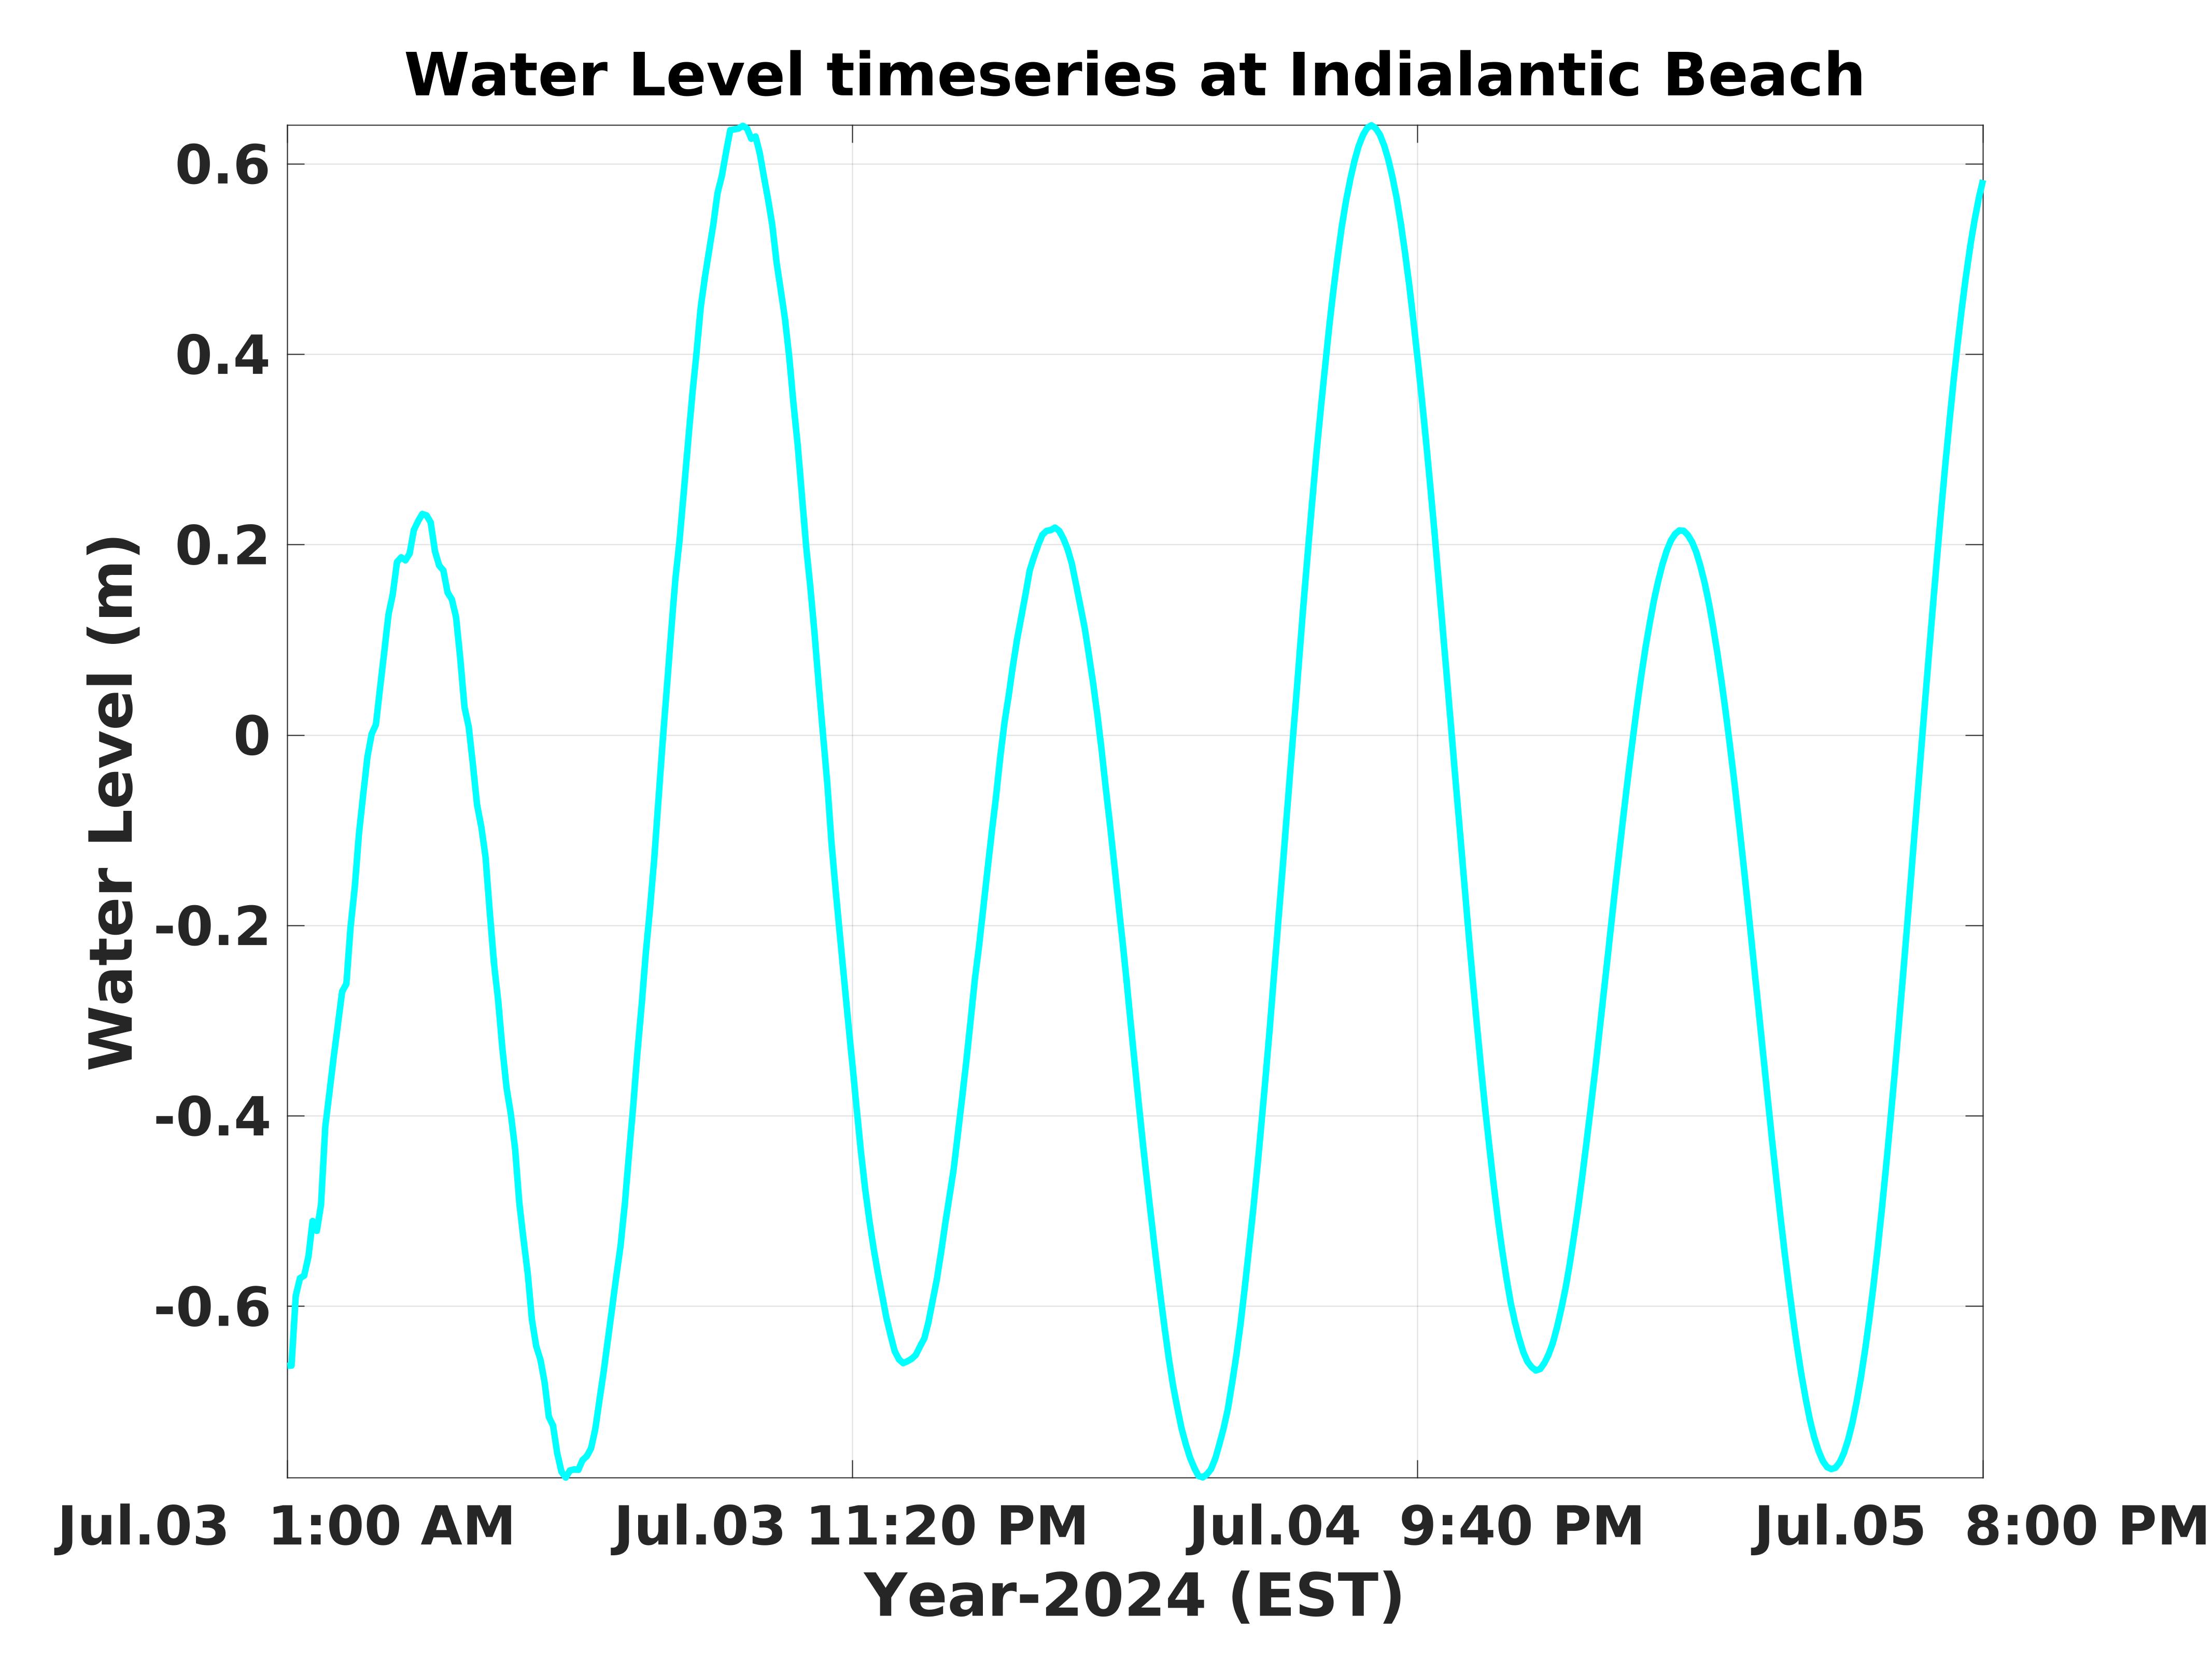 Water Level timeseries at Indialantic Beach
Water Level (m)
0.6
0.4
0.2
0
-0.2
-0.4
-0.6
Jul.03 1:00 AM
Jul.03 11:20 PM
Jul.04 9:40 PM
Jul.05 8:00 PM
Year-2024 (EST)